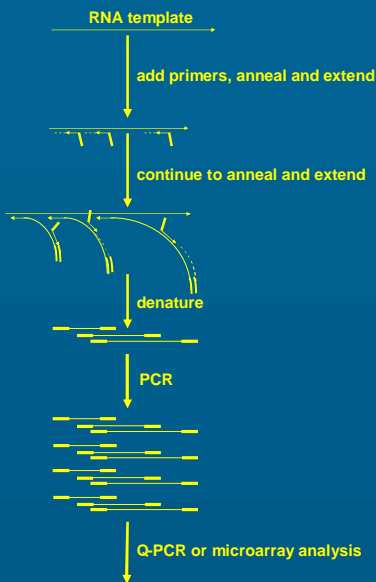 RNA template
add primers, anneal and extend
continue to anneal and extend
denature
PCR
Q-PCR or microarray analysis